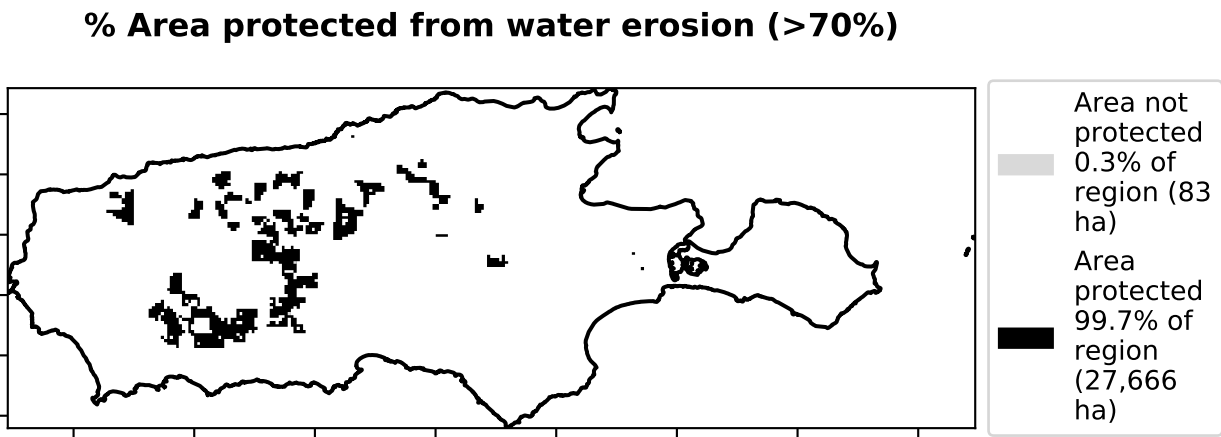 % Area protected from water erosion (>70%)
Area not
protected
0.3% of
region (83
ha)
Area
protected
99.7% of
region
(27,666
ha)